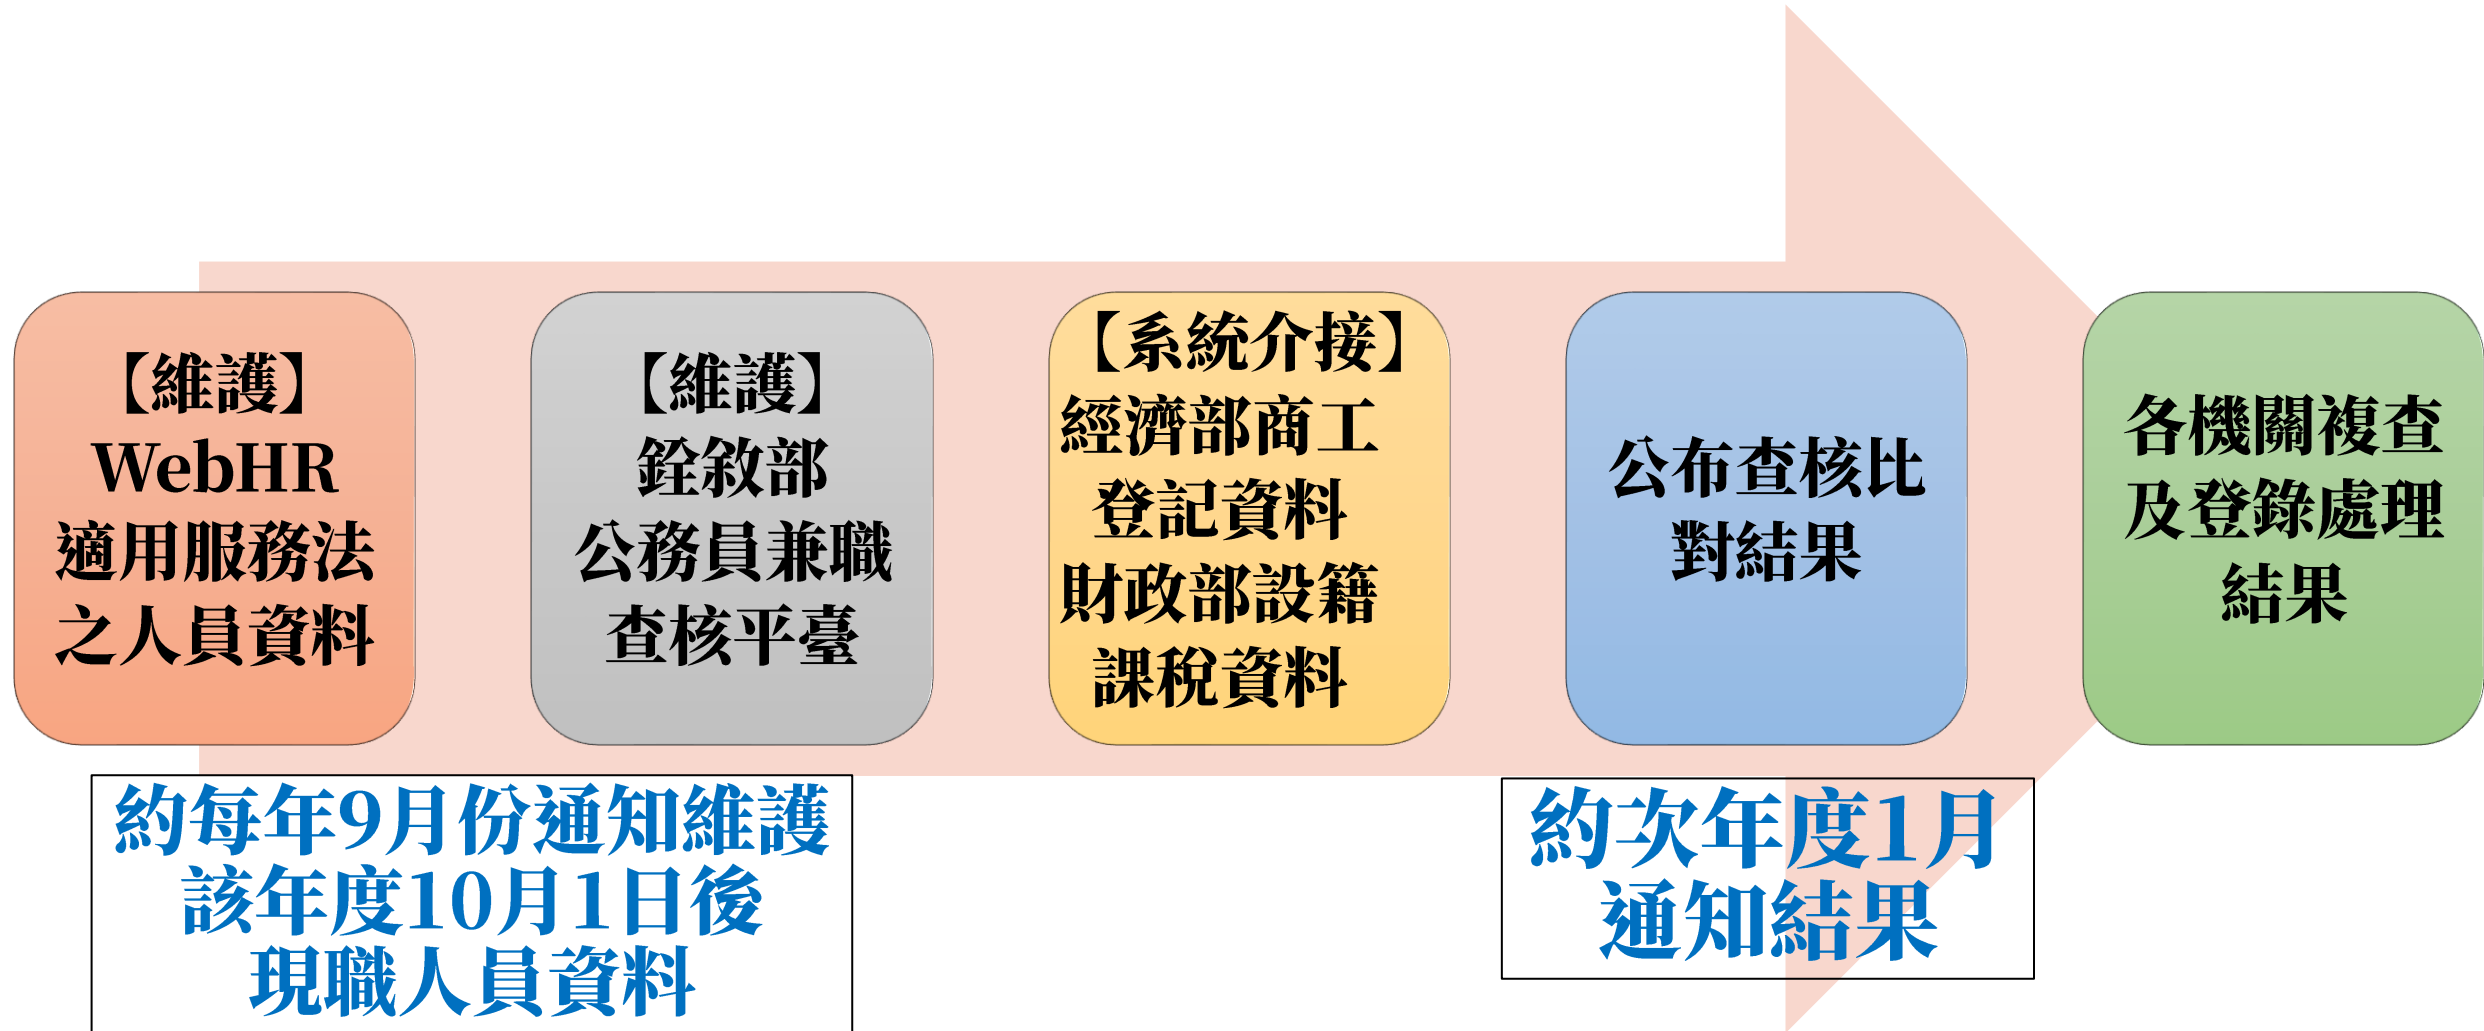 【維護】
WebHR
適用服務法
之人員資料
【維護】
銓敘部
公務員兼職
查核平臺
【系統介接】
經濟部商工
登記資料
財政部設籍
課稅資料
公布查核比
對結果
各機關複查
及登錄處理
結果
約每年9月份通知維護
該年度10月1日後
現職人員資料
約次年度1月
通知結果